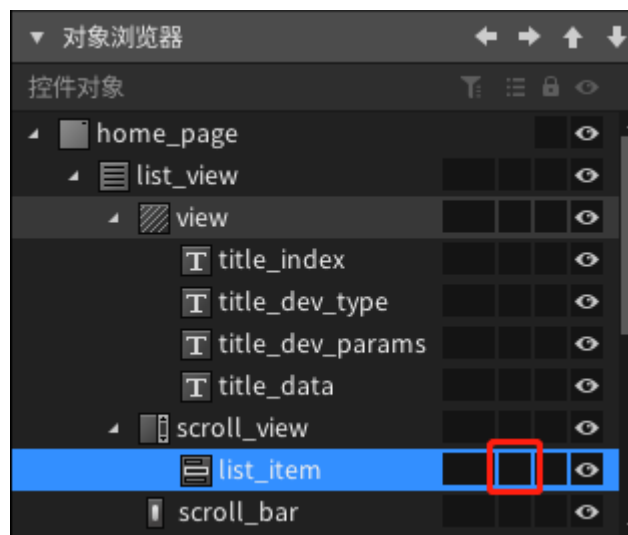 对象浏览器
控件对象
home_page
list_view
view
T title_index
T title_dev_type
T title_dev_params
T title_data
scroll_view
list_item
scroll_bar